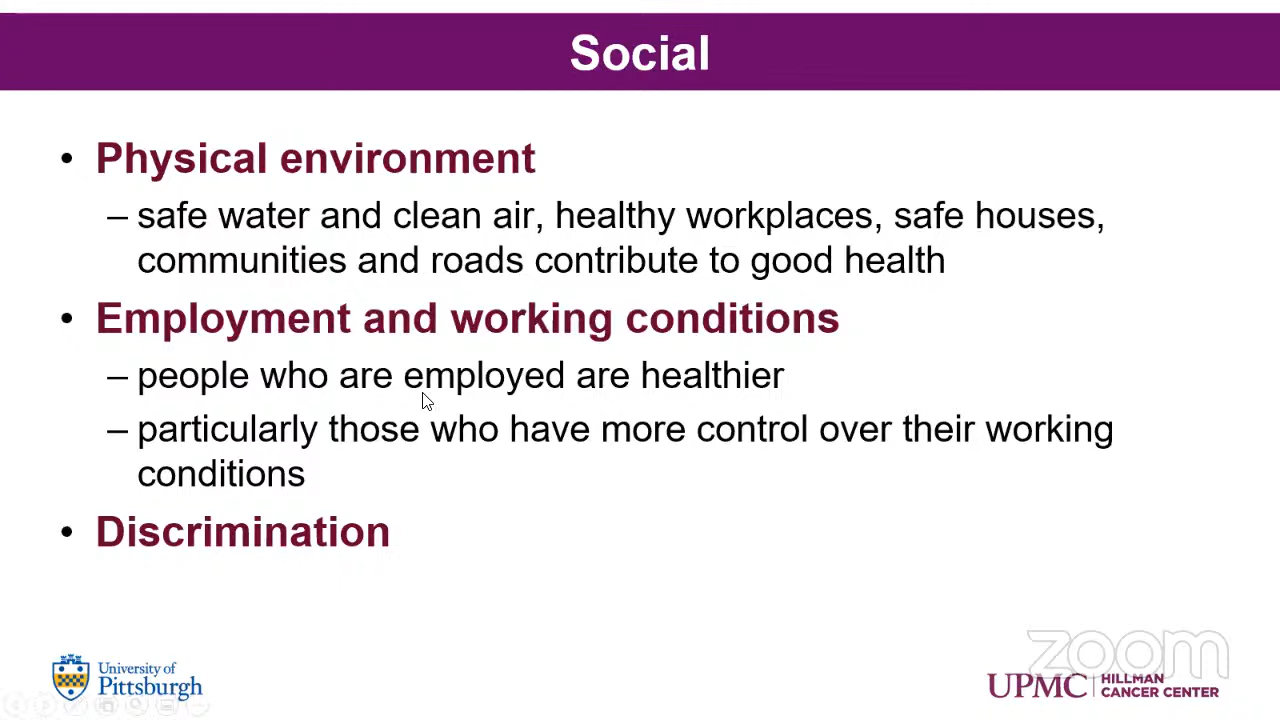 Social
• Physical environment
– safe water and clean air, healthy workplaces, safe houses,
communities and roads contribute to good health
• Employment and working conditions
– people who are employed are healthier
– particularly those who have more control over their working
conditions
• Discrimination
University of
Pittsburgh
zoom
UPMC
HILLMAN
CANCER CENTER